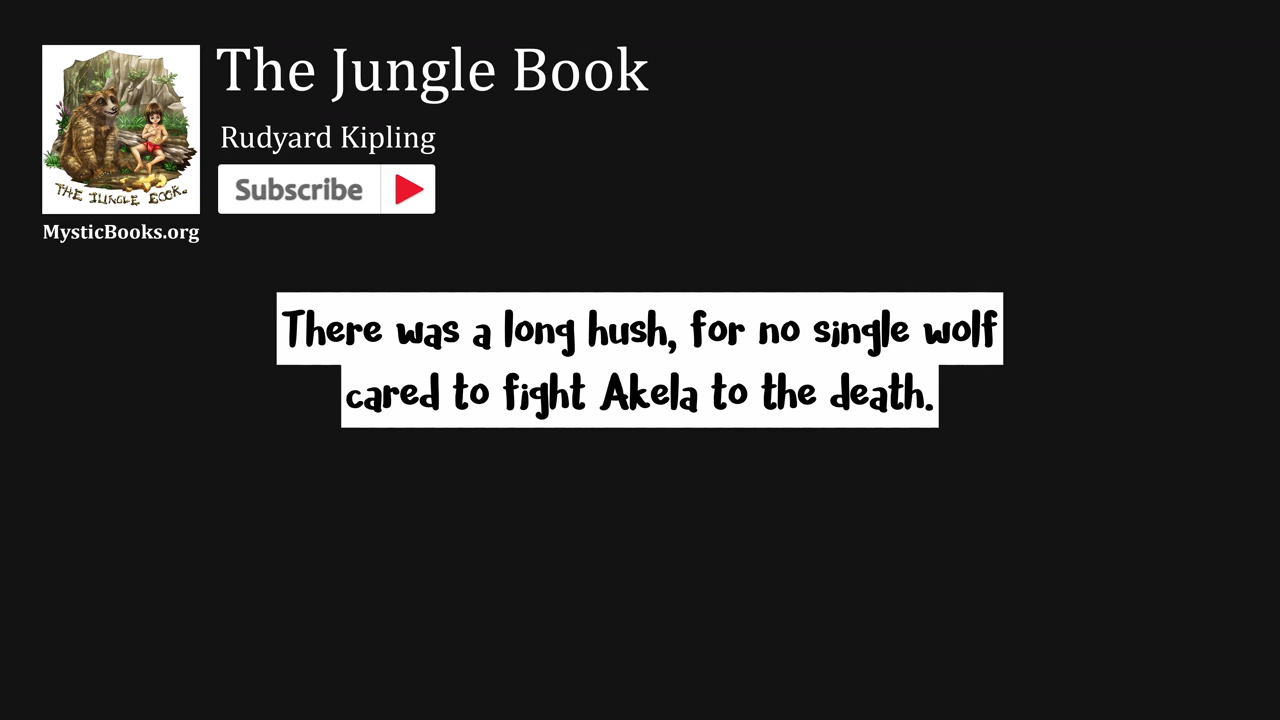 The Jungle Book
Rudyard Kipling
Subscribe
THE JUNGLE BOOK.
MysticBooks.org
There was a long hush, for no single wolf
cared to fight Akela to the death.